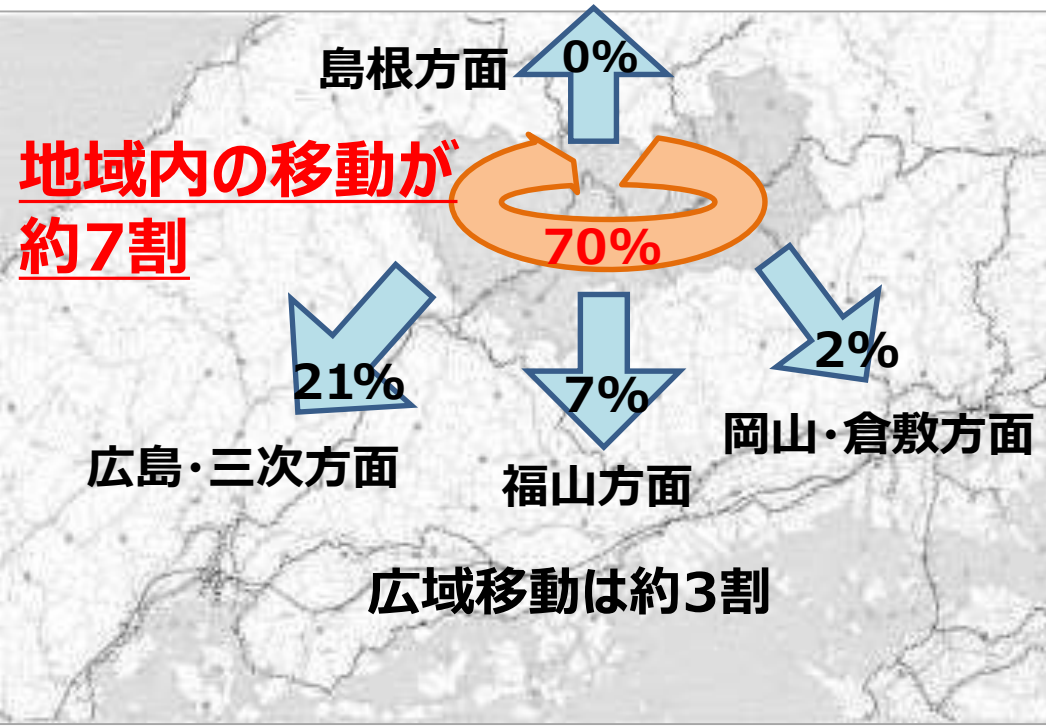 島根方面
0%
地域内の移動が
約7割
70%
21%
7%
2%
広島･三次方面
福山方面
岡山･倉敷方面
広域移動は約3割